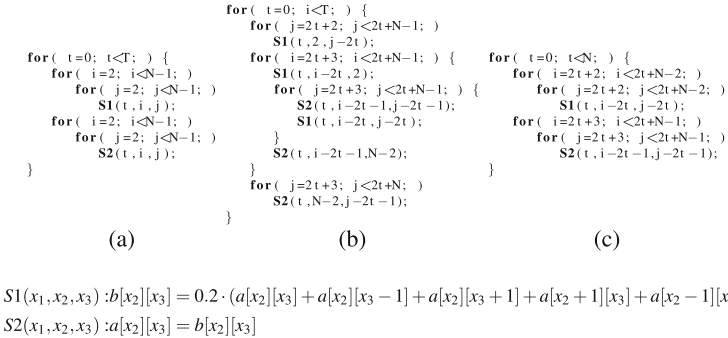 for( t=0; t<T; ) {
for( i=2; i<N-1; )
for( j=2; j<N-1; )
S1(t,i,j);
for( i=2; i<N-1; )
for( j=2; j<N-1; )
S2(t,i,j);
}
(a)
for( t=0; i<T; ) {
for( j=2t+2; j<2t+N-1; )
S1(t,2,j-2t);
for( i=2t+3; i<2t+N-1; ) {
S1(t,i-2t,2);
for( j=2t+3; j<2t+N-1; ) {
S2(t,i-2t-1,j-2t-1);
S1(t,i-2t,j-2t);
}
S2(t,i-2t-1,N-2);
}
for( j=2t+3; j<2t+N; )
S2(t,N-2,j-2t-1);
}
(b)
for( t=0; t<N; ) {
for( i=2t+2; i<2t+N-2; )
for( j=2t+2; j<2t+N-2; )
S1(t,i-2t,j-2t);
for( i=2t+3; i<2t+N-1; )
for( j=2t+3; j<2t+N-1; )
S2(t,i-2t-1,j-2t-1);
}
(c)
S1(x₁,x₂,x₃) :b[x₂][x₃] = 0.2·(a[x₂][x₃]+a[x₂][x₃−1]+a[x₂][x₃+1]+a[x₂+1][x₃]+a[x₂−1][x
S2(x₁,x₂,x₃) :a[x₂][x₃] = b[x₂][x₃]